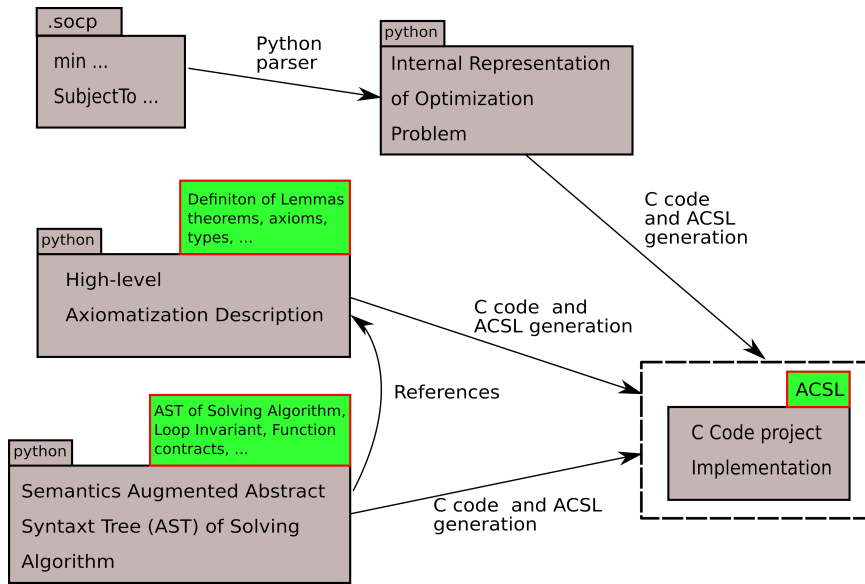 .socp
min ...
SubjectTo ...
Python
parser
python
Internal Representation
of Optimization
Problem
C code
and ACSL
generation
Definiton of Lemmas
theorems, axioms,
types, ...
python
High-level
Axiomatization Description
C code  and
ACSL generation
References
AST of Solving Algorithm,
Loop Invariant, Function
contracts, ...
python
Semantics Augmented Abstract
Syntaxt Tree (AST) of Solving
Algorithm
C code  and ACSL
generation
ACSL
C Code project
Implementation